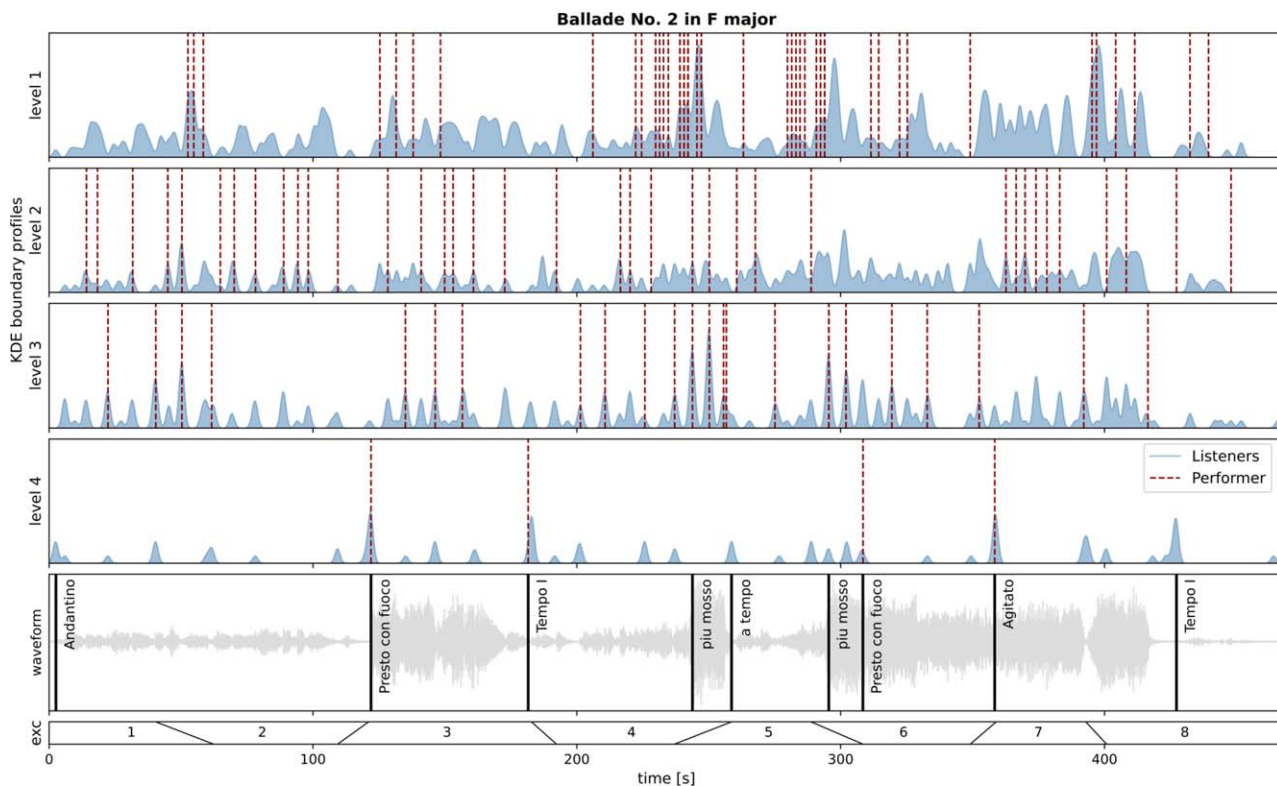 Ballade No. 2 in F major
KDE boundary profiles
level 1
level 2
level 3
level 4
Listeners
Performer
waveform
Andantino
Presto con fuoco
Tempo I
piu mosso
a tempo
piu mosso
Presto con fuoco
Agitato
Tempo I
exc
1 2 3 4 5 6 7 8
0 100 200 300 400
time [s]